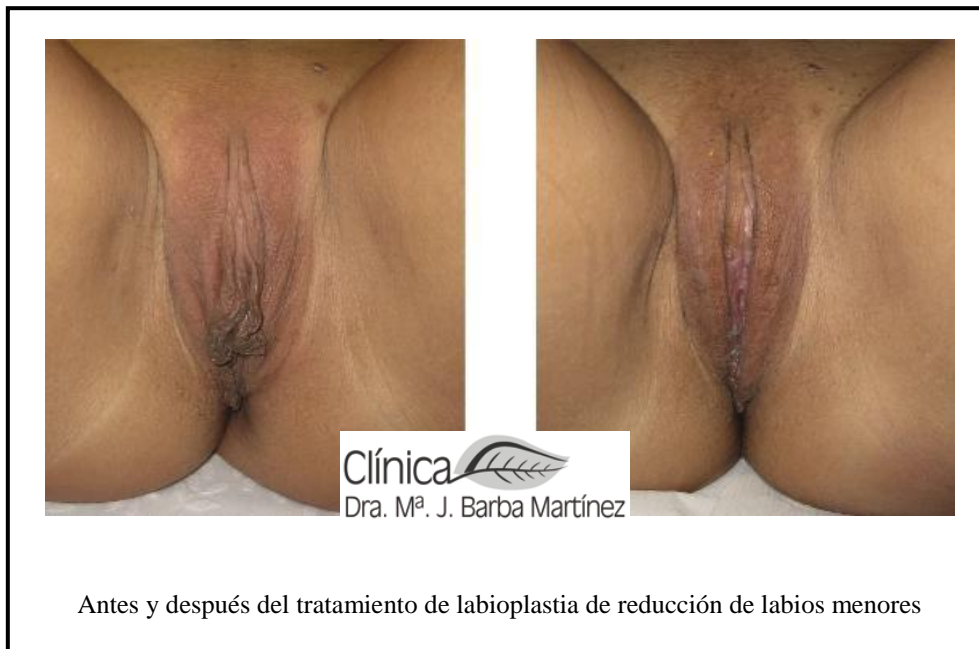 Clínica
Dra. Mª. J. Barba Martínez
Antes y después del tratamiento de labioplastia de reducción de labios menores